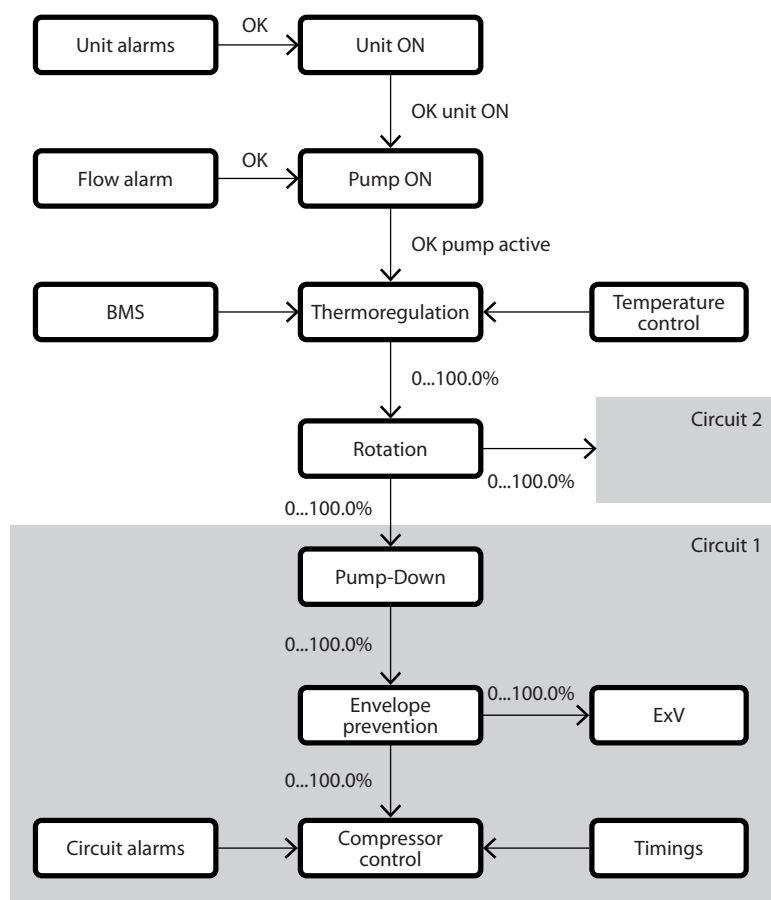 OK
Unit alarms
Unit ON
OK unit ON
OK
Flow alarm
Pump ON
OK pump active
BMS
Thermoregulation
Temperature
control
0...100.0%
Circuit 2
Rotation
0...100.0%
0...100.0%
Circuit 1
Pump-Down
0...100.0%
0...100.0%
Envelope
prevention
ExV
0...100.0%
Circuit alarms
Compressor
control
Timings